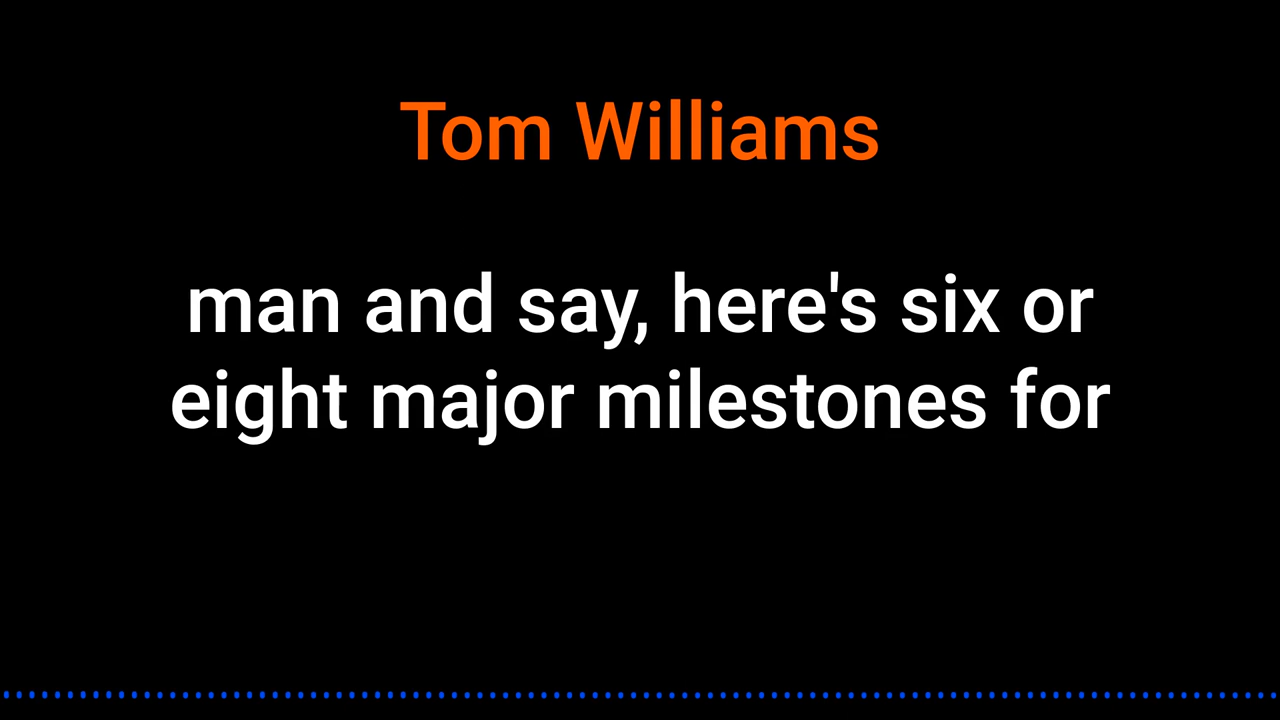 Tom Williams
man and say, here's six or
eight major milestones for